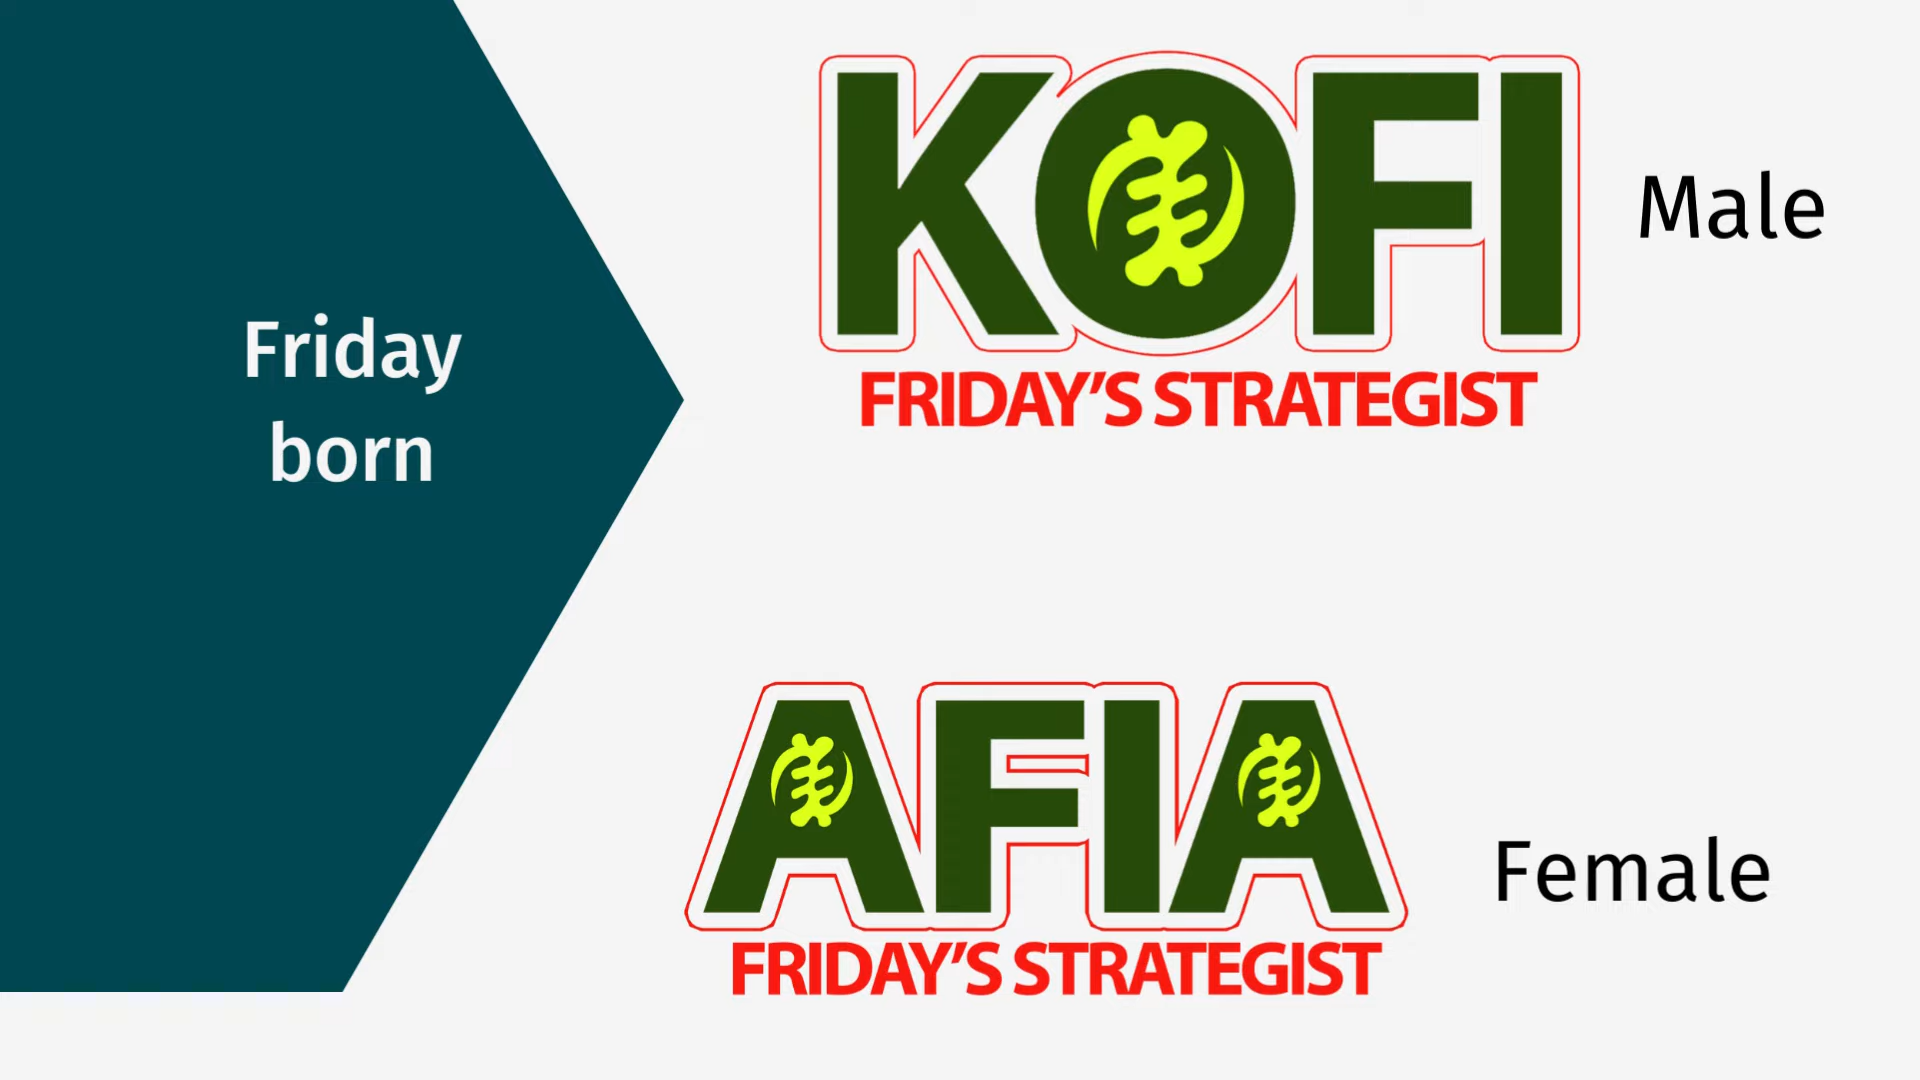 Friday
born
KOFI
FRIDAY’S STRATEGIST
Male
AFIA
FRIDAY’S STRATEGIST
Female